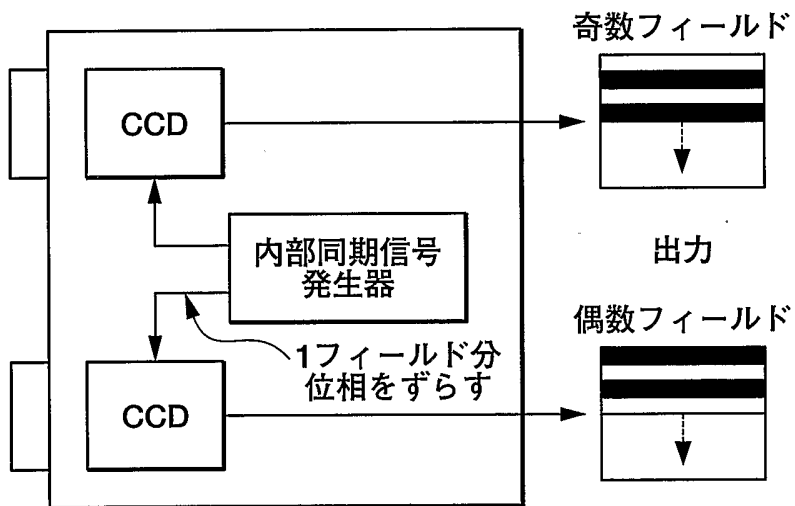 奇数フィールド
CCD
内部同期信号
発生器
出力
偶数フィールド
1フィールド分
位相をずらす
CCD